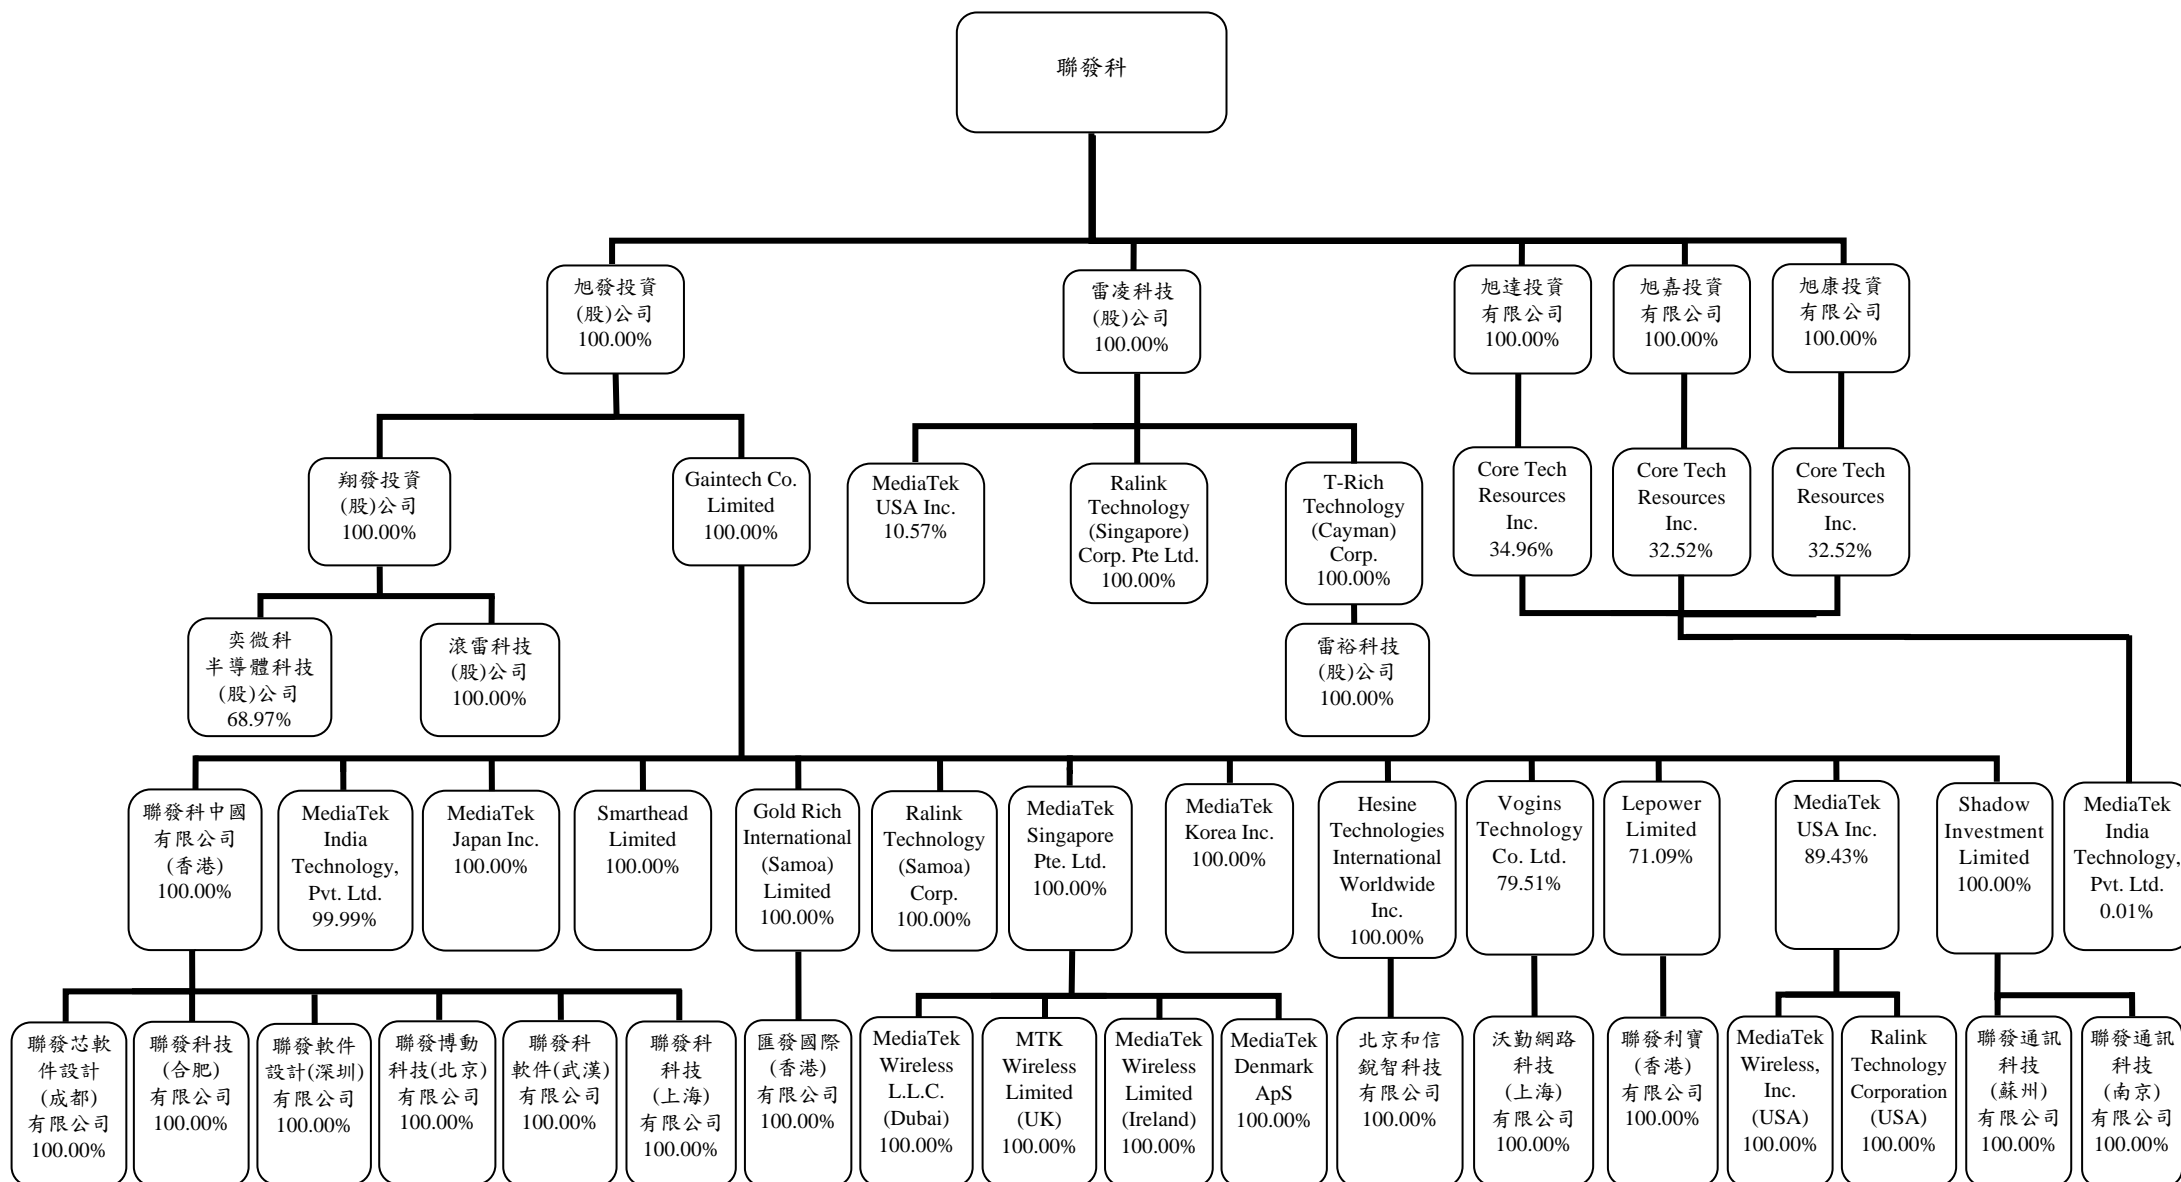 聯發科
旭發投資
(股)公司
100.00%
雷凌科技
(股)公司
100.00%
旭達投資
有限公司
100.00%
旭嘉投資
有限公司
100.00%
旭康投資
有限公司
100.00%
翔發投資
(股)公司
100.00%
Gaintech Co.
Limited
100.00%
MediaTek
USA Inc.
10.57%
Ralink
Technology
(Singapore)
Corp. Pte Ltd.
100.00%
T-Rich
Technology
(Cayman)
Corp.
100.00%
Core Tech
Resources
Inc.
34.96%
Core Tech
Resources
Inc.
32.52%
Core Tech
Resources
Inc.
32.52%
奕微科
半導體科技
(股)公司
68.97%
滾雷科技
(股)公司
100.00%
雷裕科技
(股)公司
100.00%
聯發科中國
有限公司
(香港)
100.00%
MediaTek
India
Technology,
Pvt. Ltd.
99.99%
MediaTek
Japan Inc.
100.00%
Smarthead
Limited
100.00%
Gold Rich
International
(Samoa)
Limited
100.00%
Ralink
Technology
(Samoa)
Corp.
100.00%
MediaTek
Singapore
Pte. Ltd.
100.00%
MediaTek
Korea Inc.
100.00%
Hesine
Technologies
International
Worldwide
Inc.
100.00%
Vogins
Technology
Co. Ltd.
79.51%
Lepower
Limited
71.09%
MediaTek
USA Inc.
89.43%
Shadow
Investment
Limited
100.00%
MediaTek
India
Technology,
Pvt. Ltd.
0.01%
聯發芯軟
件設計
(成都)
有限公司
100.00%
聯發科技
(合肥)
有限公司
100.00%
聯發軟件
設計(深圳)
有限公司
100.00%
聯發博動
科技(北京)
有限公司
100.00%
聯發科
軟件(武漢)
有限公司
100.00%
聯發科
科技
(上海)
有限公司
100.00%
匯發國際
(香港)
有限公司
100.00%
MediaTek
Wireless
L.L.C.
(Dubai)
100.00%
MTK
Wireless
Limited
(UK)
100.00%
MediaTek
Wireless
Limited
(Ireland)
100.00%
MediaTek
Denmark
ApS
100.00%
北京和信
銳智科技
有限公司
100.00%
沃勤網路
科技
(上海)
有限公司
100.00%
聯發利寶
(香港)
有限公司
100.00%
MediaTek
Wireless,
Inc.
(USA)
100.00%
Ralink
Technology
Corporation
(USA)
100.00%
聯發通訊
科技
(蘇州)
有限公司
100.00%
聯發通訊
科技
(南京)
有限公司
100.00%